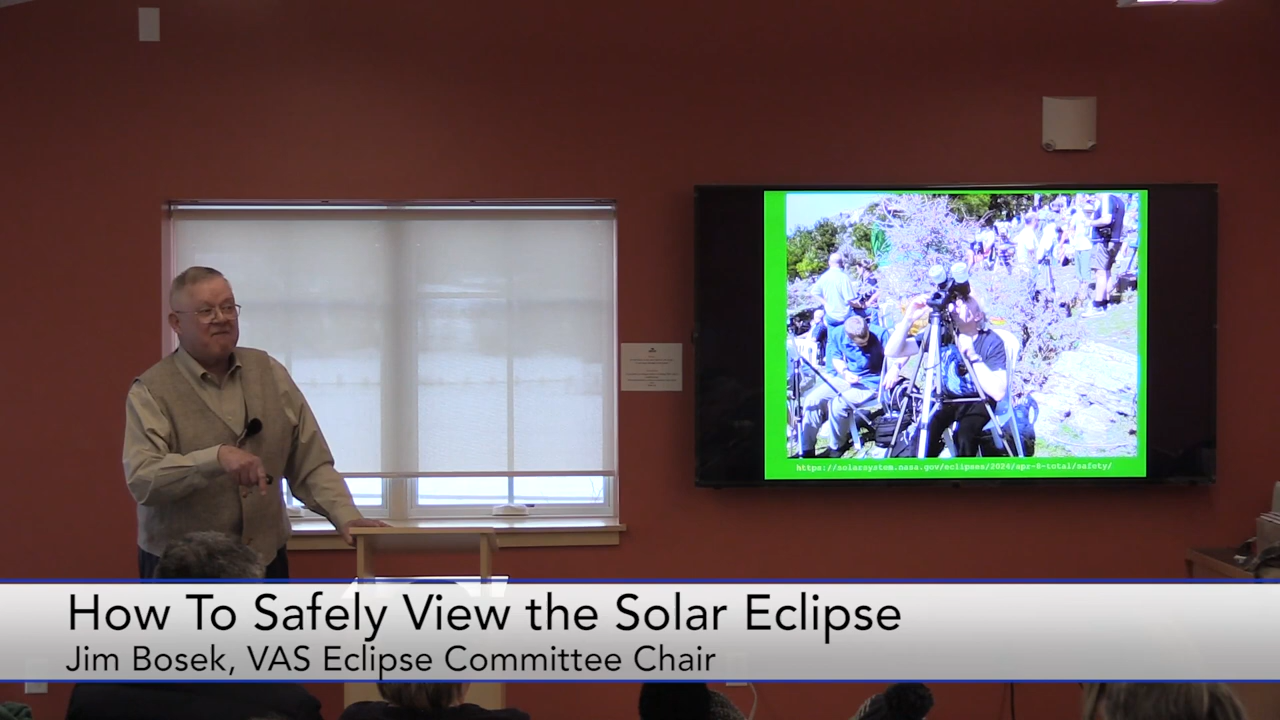 https://solarsystem.nasa.gov/eclipses/2024/apr-8-total/safety/
How To Safely View the Solar Eclipse
Jim Bosek, VAS Eclipse Committee Chair